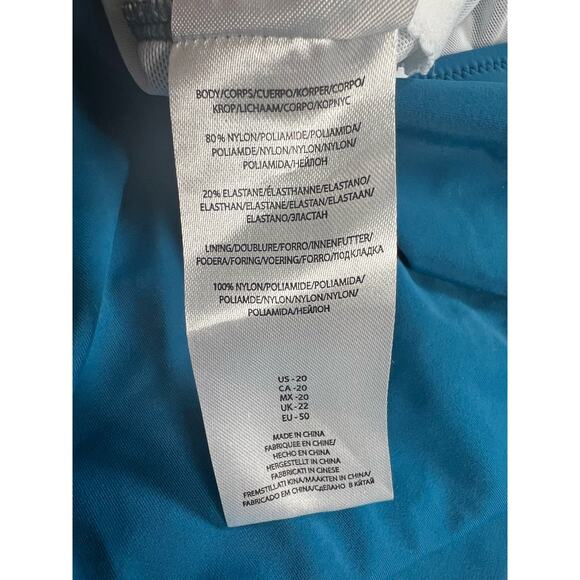 BODY/CORPS/CUERPO/KÖRPER/CORPO/
KROP/LICHAAM/CORPO/КОРПУС
80% NYLON/POLIAMIDE/POLIAMIDA/
POLIAMDE/NYLON/NYLON/NYLON/
POLIAMIDA/НЕЙЛОН
20% ELASTANE/ÉLASTHANNE/ELASTANO/
ELASTHAN/ELASTANE/ELASTAN/ELASTAAN/
ELASTANO/ЭЛАСТАН
LINING/DOUBLURE/FORRO/INNENFUTTER/
FODERA/FORING/VOERING/FORRO/ПОДКЛАДКА
100% NYLON/POLIAMIDE/POLIAMIDA/
POLIAMDE/NYLON/NYLON/NYLON/
POLIAMIDA/НЕЙЛОН
US -20
CA -20
MX -20
UK -22
EU - 50
MADE IN CHINA
FABRIQUEE EN CHINE/
HECHO EN CHINA
HERGESTELLT IN CHINA
FABBRICATI IN CINESE
FREMSTILLATI KINA/MAAKTEN IN CHINA/
FABRICADO EM CHINA/СДЕЛАНО В КИТАЙ